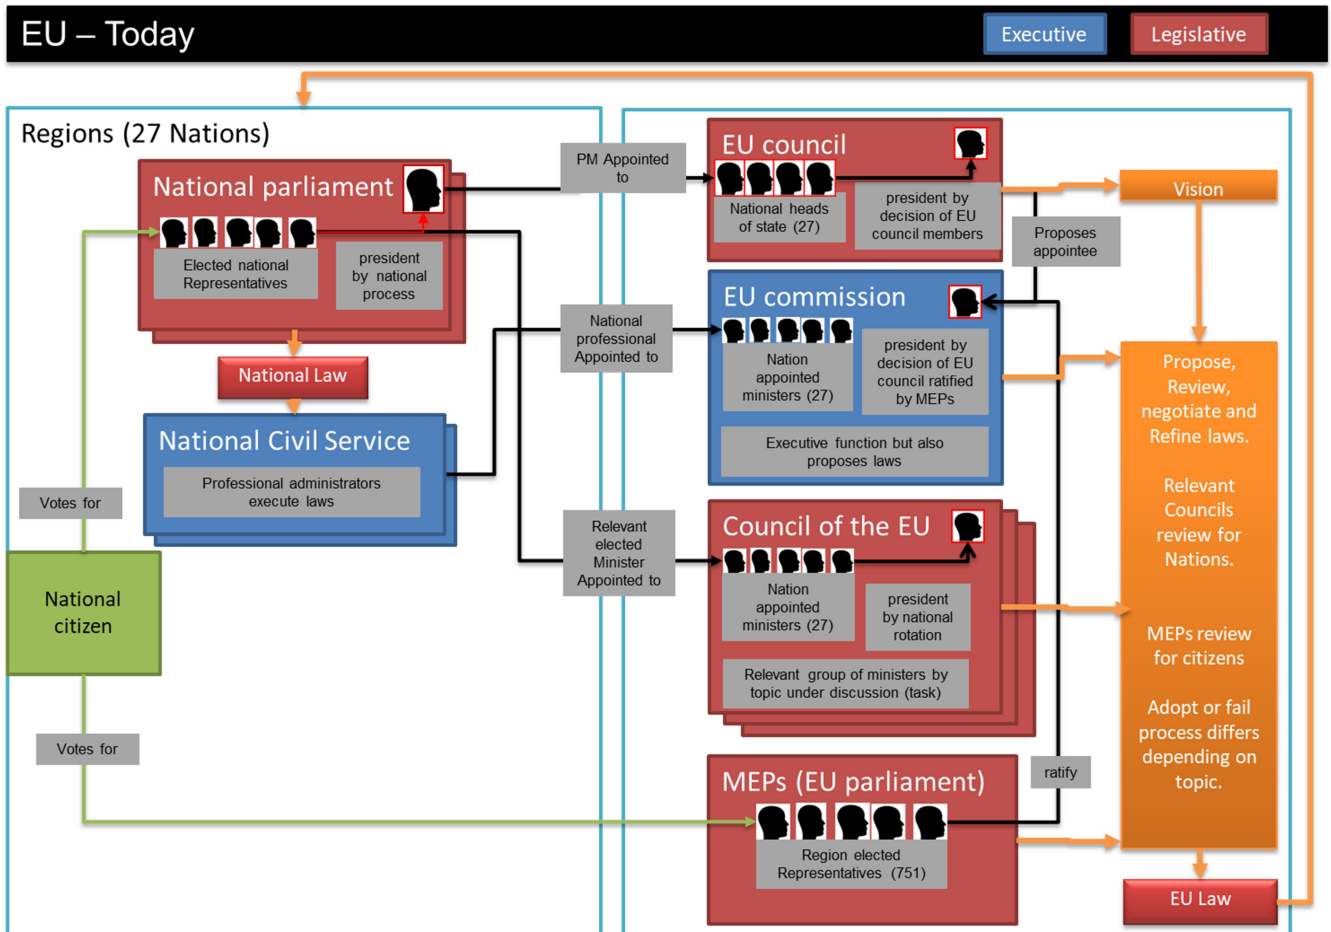 EU – Today
Executive
Legislative
Regions (27 Nations)
National parliament
Elected national
Representatives
president
by national
process
National Law
National Civil Service
Professional administrators
execute laws
Votes for
National
citizen
Votes for
PM Appointed
to
National
professional
Appointed to
Relevant
elected
Minister
Appointed to
EU council
National heads
of state (27)
president by
decision of EU
council members
Proposes
appointee
EU commission
Nation
appointed
ministers (27)
president by
decision of EU
council ratified
by MEPs
Executive function but also
proposes laws
Council of the EU
Nation
appointed
ministers (27)
president
by national
rotation
Relevant group of ministers by
topic under discussion (task)
MEPs (EU parliament)
Region elected
Representatives (751)
ratify
Vision
Propose,
Review,
negotiate and
Refine laws.
Relevant
Councils
review for
Nations.
MEPs review
for citizens
Adopt or fail
process differs
depending on
topic.
EU Law